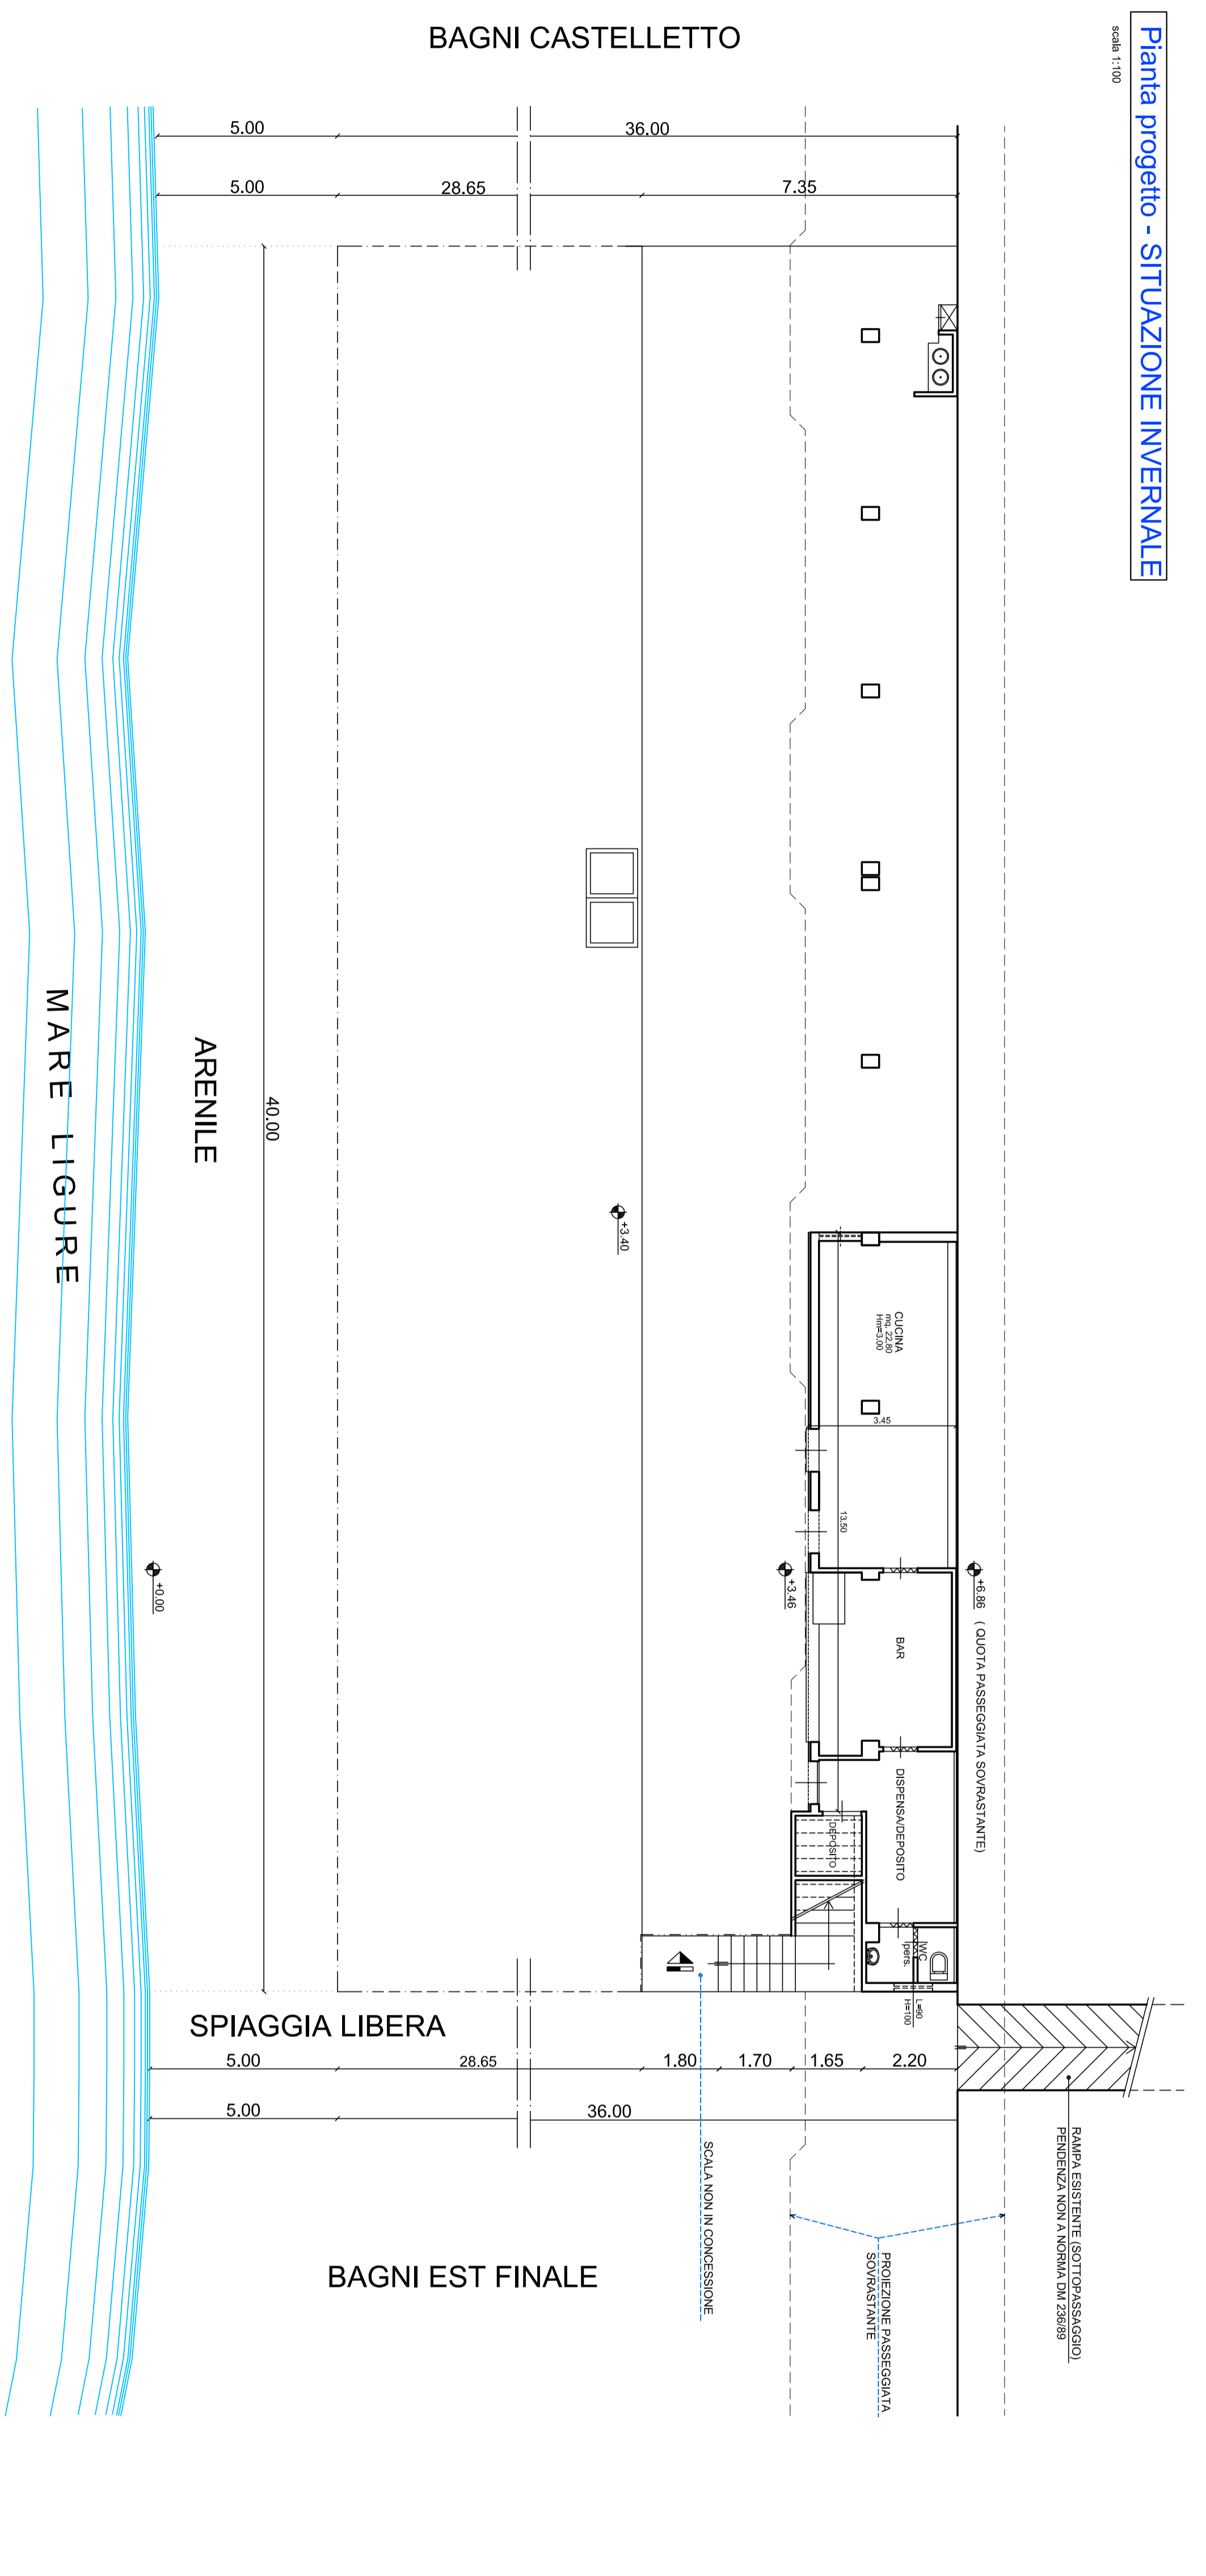 Pianta progetto - SITUAZIONE INVERNALE
scala 1:100
BAGNI CASTELLETTO
5.00
36.00
5.00
28.65
7.35
40.00
ARENILE
MARE LIGURE
+3.40
+0.00
+3.46
+6.86 ( QUOTA PASSEGGIATA SOVRASTANTE)
CUCINA
mq. 22,80
Hm=3.00
3.45
13.50
BAR
DISPENSA/DEPOSITO
DEPOSITO
WC
pers.
L=90
H=100
SPIAGGIA LIBERA
5.00
28.65
1.80
1.70
1.65
2.20
5.00
36.00
SCALA NON IN CONCESSIONE
PROIEZIONE PASSEGGIATA
SOVRASTANTE
RAMPA ESISTENTE (SOTTOPASSAGGIO)
PENDENZA NON A NORMA DM 236/89
BAGNI EST FINALE